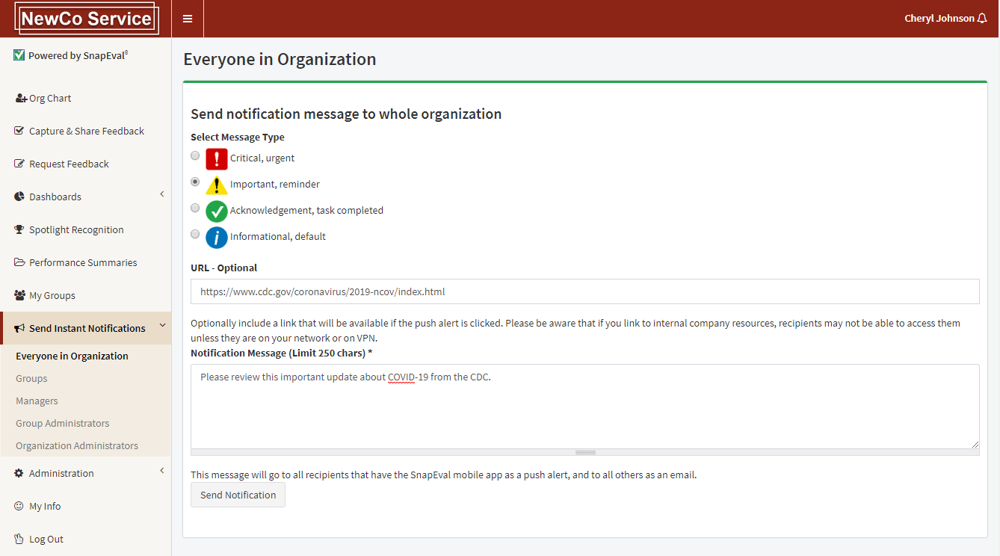 NewCo Service
Cheryl Johnson
Powered by SnapEval®
Org Chart
Capture & Share Feedback
Request Feedback
Dashboards
Spotlight Recognition
Performance Summaries
My Groups
Send Instant Notifications
Everyone in Organization
Groups
Managers
Group Administrators
Organization Administrators
Administration
My Info
Log Out
Everyone in Organization
Send notification message to whole organization
Select Message Type
Critical, urgent
Important, reminder
Acknowledgement, task completed
Informational, default
URL - Optional
https://www.cdc.gov/coronavirus/2019-ncov/index.html
Optionally include a link that will be available if the push alert is clicked. Please be aware that if you link to internal company resources, recipients may not be able to access them
unless they are on your network or on VPN.
Notification Message (Limit 250 chars) *
Please review this important update about COVID-19 from the CDC.
This message will go to all recipients that have the SnapEval mobile app as a push alert, and to all others as an email.
Send Notification